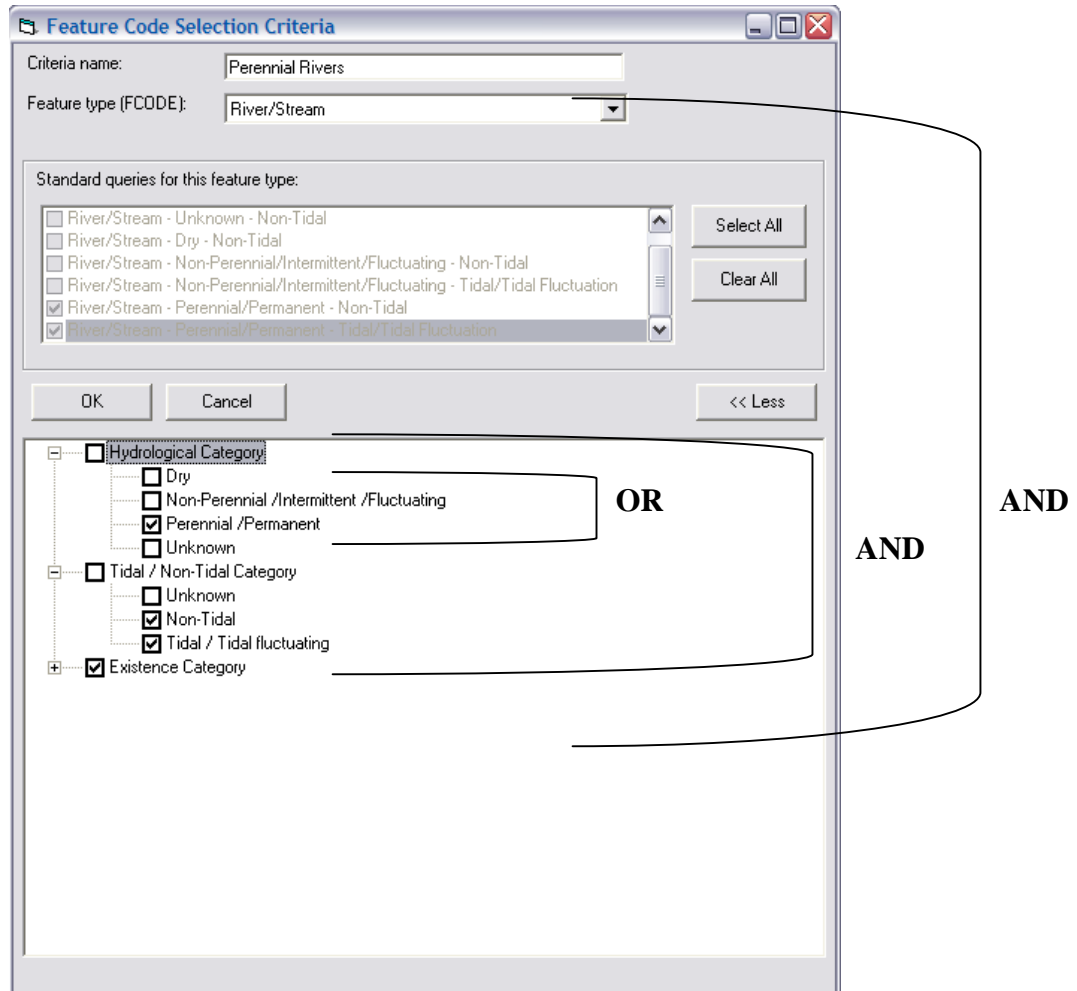 Feature Code Selection Criteria
Criteria name: Perennial Rivers
Feature type (FCODE): River/Stream
Standard queries for this feature type:
River/Stream - Unknown - Non-Tidal
River/Stream - Dry - Non-Tidal
River/Stream - Non-Perennial/Intermittent/Fluctuating - Non-Tidal
River/Stream - Non-Perennial/Intermittent/Fluctuating - Tidal/Tidal Fluctuation
River/Stream - Perennial/Permanent - Non-Tidal
River/Stream - Perennial/Permanent - Tidal/Tidal Fluctuation
Select All
Clear All
OK Cancel << Less
Hydrological Category
Dry
Non-Perennial /Intermittent /Fluctuating
Perennial /Permanent
Unknown
Tidal / Non-Tidal Category
Unknown
Non-Tidal
Tidal / Tidal fluctuating
Existence Category
OR
AND
AND